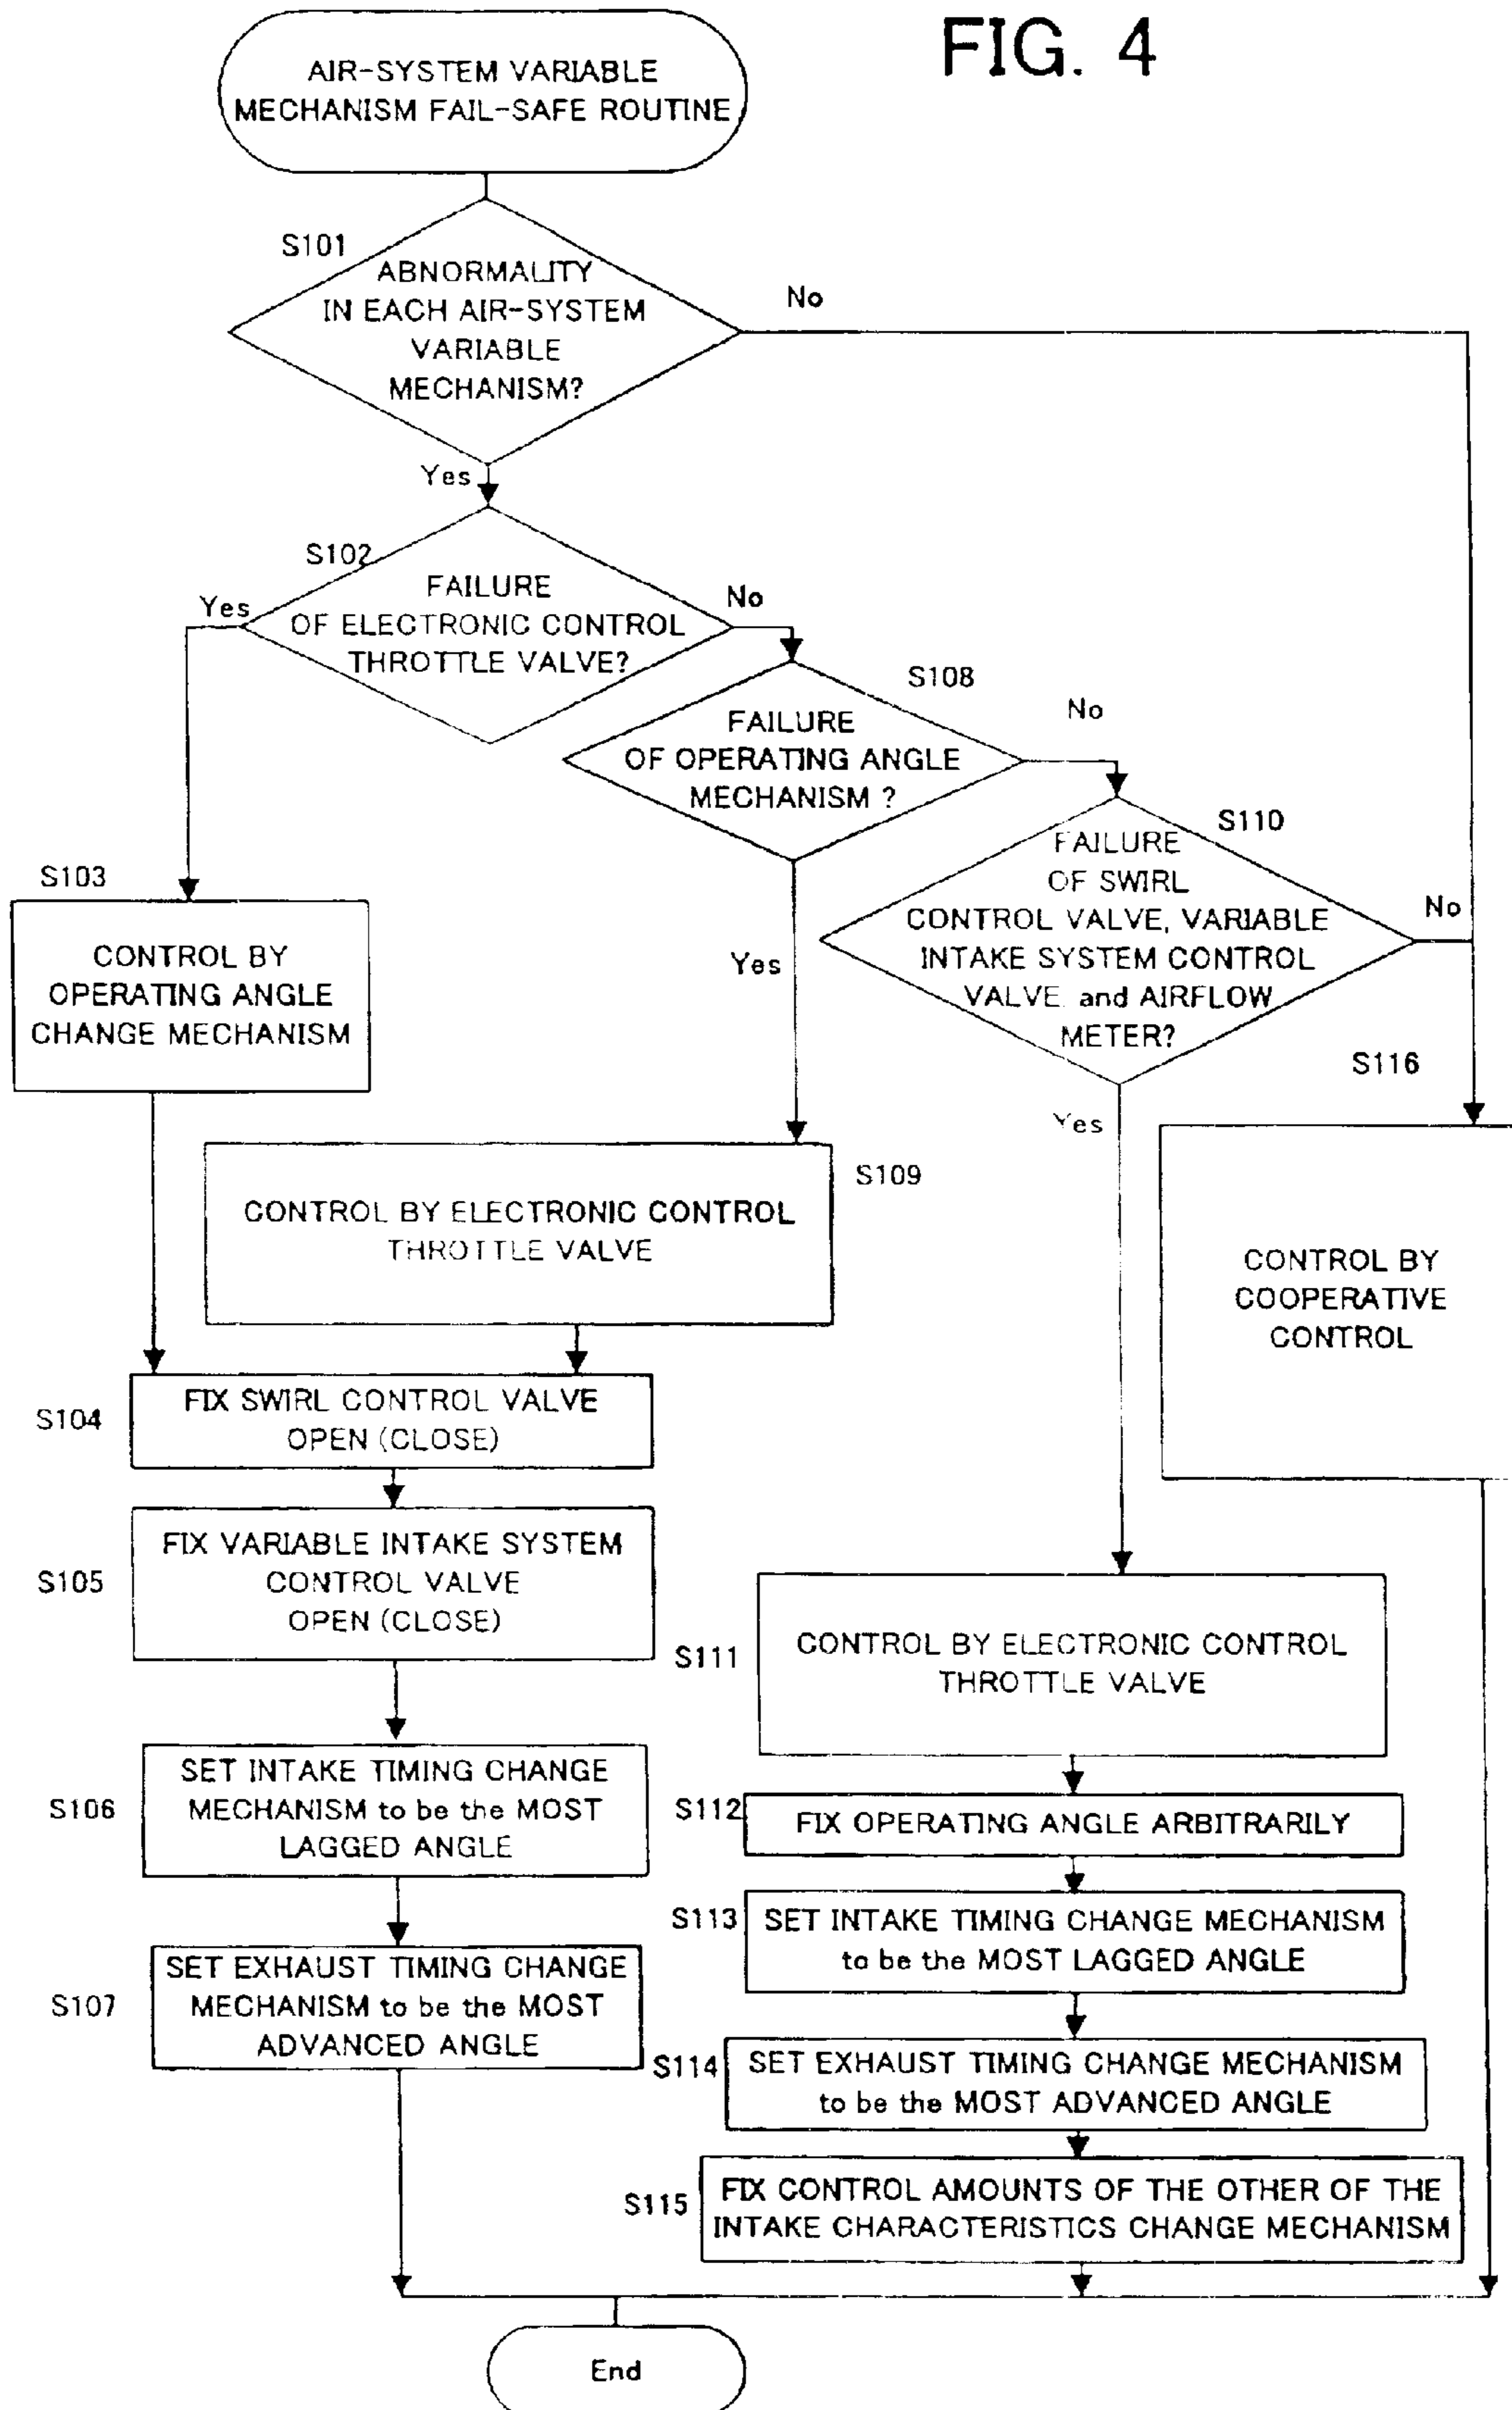 FIG. 4
AIR-SYSTEM VARIABLE
MECHANISM FAIL-SAFE ROUTINE
S101
ABNORMALITY
IN EACH AIR-SYSTEM
VARIABLE
MECHANISM?
No
Yes
S102
FAILURE
OF ELECTRONIC CONTROL
THROTTLE VALVE?
Yes
No
S108
FAILURE
OF OPERATING ANGLE
MECHANISM ?
No
Yes
S110
FAILURE
OF SWIRL
CONTROL VALVE, VARIABLE
INTAKE SYSTEM CONTROL
VALVE and AIRFLOW
METER?
No
Yes
S103
CONTROL BY
OPERATING ANGLE
CHANGE MECHANISM
S116
CONTROL BY
COOPERATIVE
CONTROL
S109
CONTROL BY ELECTRONIC CONTROL
THROTTLE VALVE
S104
FIX SWIRL CONTROL VALVE
OPEN (CLOSE)
S105
FIX VARIABLE INTAKE SYSTEM
CONTROL VALVE
OPEN (CLOSE)
S106
SET INTAKE TIMING CHANGE
MECHANISM to be the MOST
LAGGED ANGLE
S107
SET EXHAUST TIMING CHANGE
MECHANISM to be the MOST
ADVANCED ANGLE
S111
CONTROL BY ELECTRONIC CONTROL
THROTTLE VALVE
S112
FIX OPERATING ANGLE ARBITRARILY
S113
SET INTAKE TIMING CHANGE MECHANISM
to be the MOST LAGGED ANGLE
S114
SET EXHAUST TIMING CHANGE MECHANISM
to be the MOST ADVANCED ANGLE
S115
FIX CONTROL AMOUNTS OF THE OTHER OF THE
INTAKE CHARACTERISTICS CHANGE MECHANISM
End